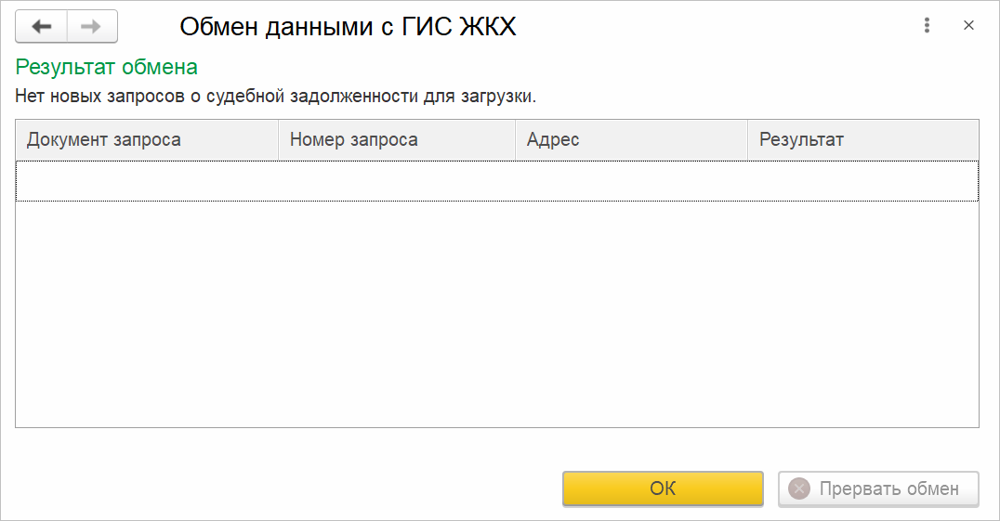 Обмен данными с ГИС ЖКХ
Результат обмена
Нет новых запросов о судебной задолженности для загрузки.
Документ запроса Номер запроса Адрес Результат
ОК Прервать обмен